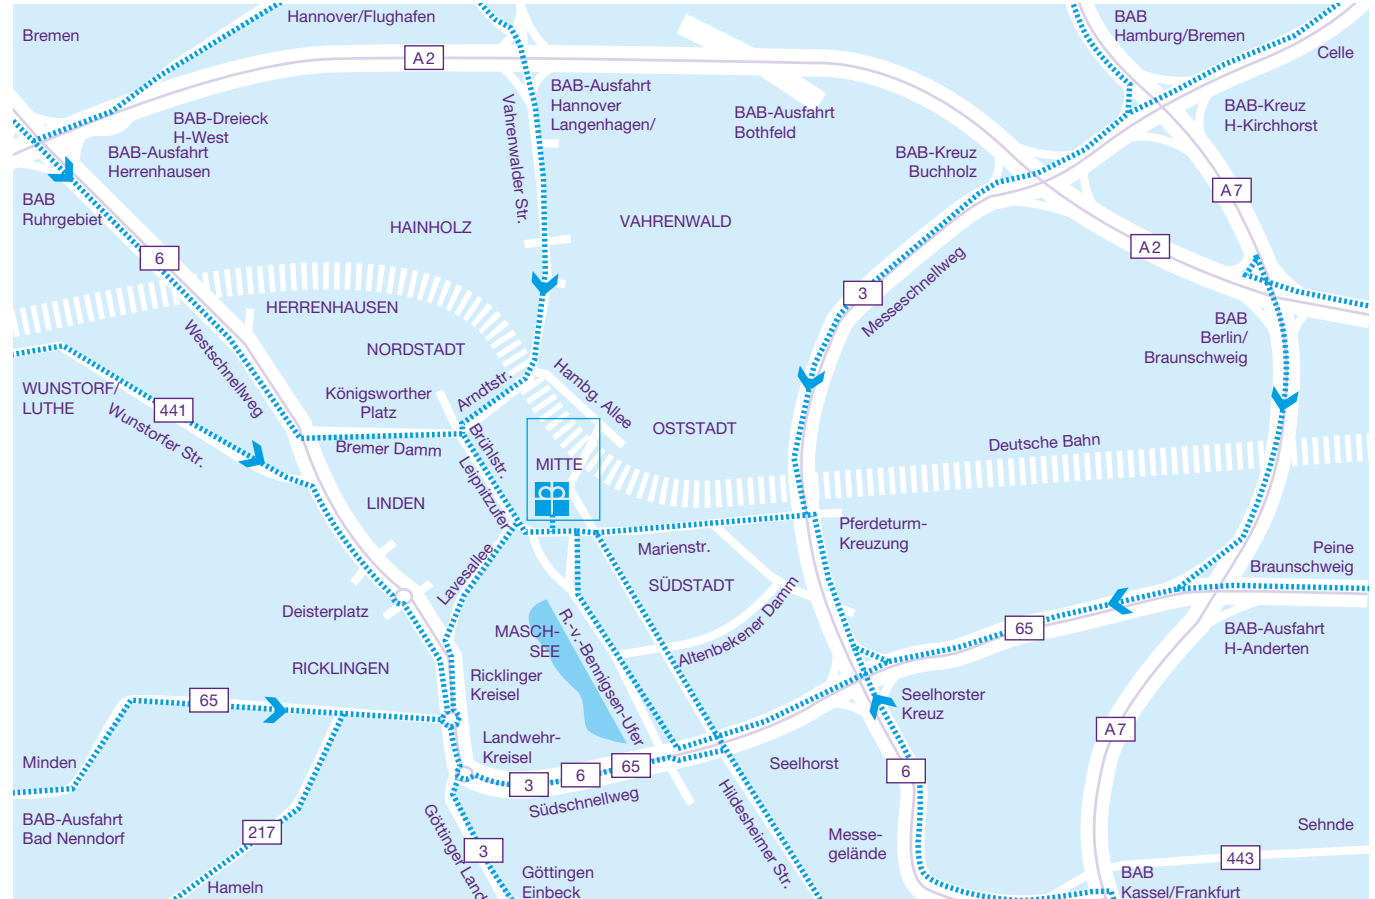 Hannover/Flughafen
Bremen
BAB
Hamburg/Bremen
Celle
A2
BAB-Ausfahrt
Hannover
Langenhagen/
BAB-Dreieck
H-West
BAB-Ausfahrt
Herrenhausen
Vahrenwalder Str.
BAB-Ausfahrt
Bothfeld
BAB-Kreuz
H-Kirchhorst
BAB-Kreuz
Buchholz
A7
BAB
Ruhrgebiet
HAINHOLZ
VAHRENWALD
A2
6
Messeschnellweg
3
HERRENHAUSEN
BAB
Berlin/
Braunschweig
Westschnellweg
NORDSTADT
WUNSTORF/
LUTHE
441
Wunstorfer Str.
Königsworther
Platz
Arndtstr.
Hambg. Allee
OSTSTADT
Deutsche Bahn
Bremer Damm
Brühlstr.
Leipnitzufer
MITTE
LINDEN
Pferdeturm-
Kreuzung
Marienstr.
Peine
Braunschweig
Lavesallee
SÜDSTADT
Deisterplatz
Altenbekener Damm
65
BAB-Ausfahrt
H-Anderten
MASCH-
SEE
R.-v.-Bennigsen-Ufer
RICKLINGEN
Ricklinger
Kreisel
65
Seelhorster
Kreuz
A7
Landwehr-
Kreisel
Minden
3
6
65
Seelhorst
6
Südschnellweg
Hildesheimer Str.
BAB-Ausfahrt
Bad Nenndorf
217
Göttinger Land
3
Messe-
gelände
Sehnde
443
Hameln
Göttingen
Einbeck
BAB
Kassel/Frankfurt